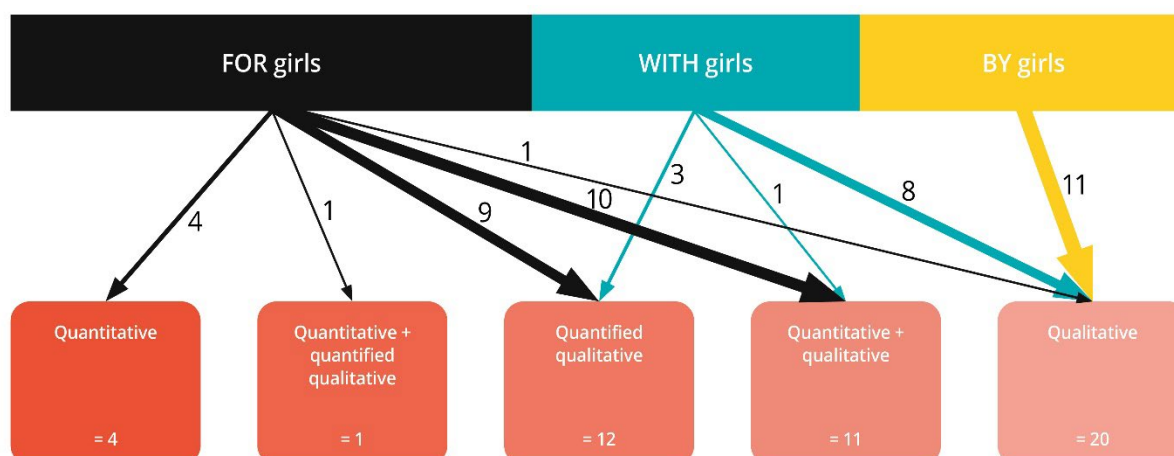 FOR girls
WITH girls
BY girls
4
1
9
10
1
3
1
8
11
Quantitative
= 4
Quantitative +
quantified
qualitative
= 1
Quantified
qualitative
= 12
Quantitative +
qualitative
= 11
Qualitative
= 20